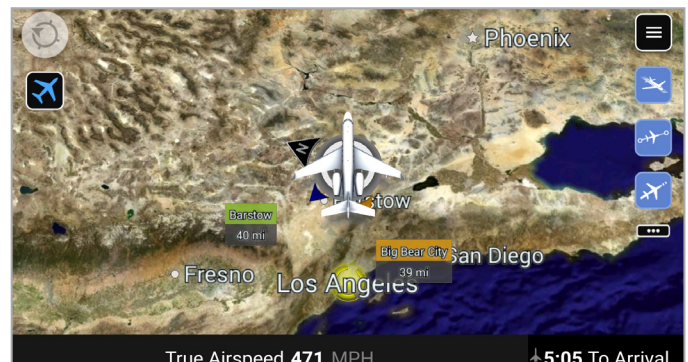 Phoenix
N
Barstow
Barstow
40 mi
Big Bear City
39 mi
San Diego
Fresno
Los Angeles
True Airspeed 471 MPH
5:05 To Arrival